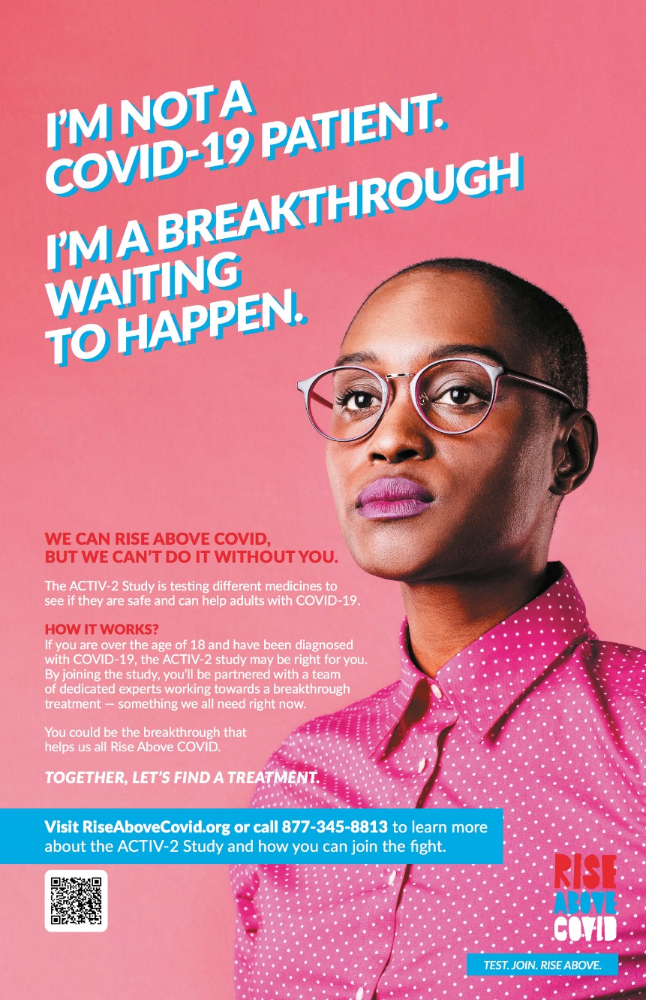 I'M NOT A
COVID-19 PATIENT.
I'M A BREAKTHROUGH
WAITING
TO HAPPEN.
WE CAN RISE ABOVE COVID,
BUT WE CAN'T DO IT WITHOUT YOU.
The ACTIV-2 Study is testing different medicines to
see if they are safe and can help adults with COVID-19.
HOW IT WORKS?
If you are over the age of 18 and have been diagnosed
with COVID-19, the ACTIV-2 study may be right for you.
By joining the study, you'll be partnered with a team
of dedicated experts working towards a breakthrough
treatment — something we all need right now.
You could be the breakthrough that
helps us all Rise Above COVID.
TOGETHER, LET'S FIND A TREATMENT.
Visit RiseAboveCovid.org or call 877-345-8813 to learn more
about the ACTIV-2 Study and how you can join the fight.
RISE
ABOVE
COVID
TEST. JOIN. RISE ABOVE.